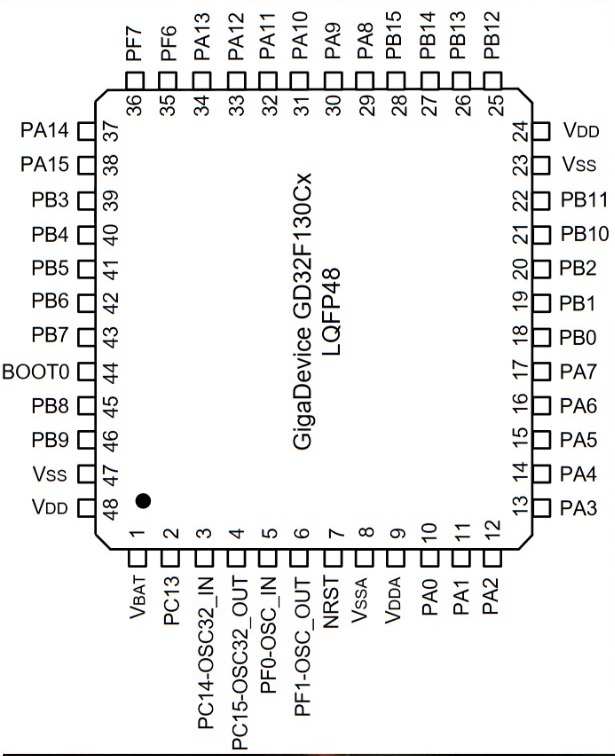 PF7 PF6 PA13 PA12 PA11 PA10 PA9 PA8 PB15 PB14 PB13 PB12
36 35 34 33 32 31 30 29 28 27 26 25
PA14 37
PA15 38
PB3 39
PB4 40
PB5 41
PB6 42
PB7 43
BOOT0 44
PB8 45
PB9 46
VSS 47
VDD 48
GigaDevice GD32F130Cx
LQFP48
24 VDD
23 VSS
22 PB11
21 PB10
20 PB2
19 PB1
18 PB0
17 PA7
16 PA6
15 PA5
14 PA4
13 PA3
1 2 3 4 5 6 7 8 9 10 11 12
VBAT PC13 PC14-OSC32_IN PC15-OSC32_OUT PF0-OSC_IN PF1-OSC_OUT NRST VSSA VDDA PA0 PA1 PA2